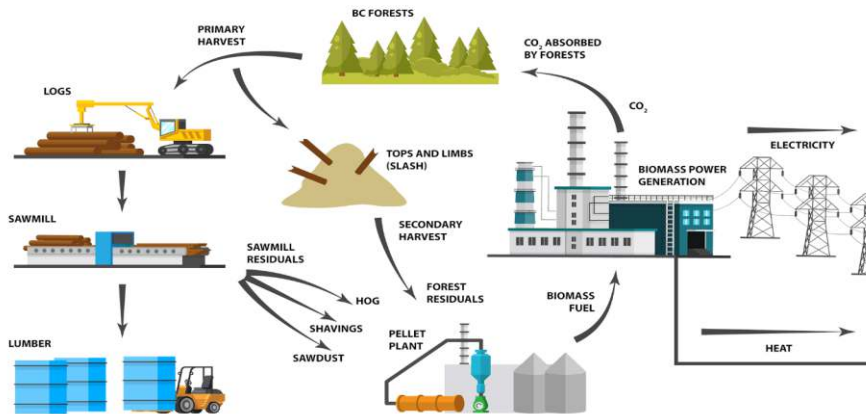 BC FORESTS
PRIMARY
HARVEST
CO₂ ABSORBED
BY FORESTS
LOGS
CO₂
ELECTRICITY
TOPS AND LIMBS
(SLASH)
BIOMASS POWER
GENERATION
SAWMILL
SECONDARY
HARVEST
SAWMILL
RESIDUALS
FOREST
RESIDUALS
BIOMASS
FUEL
HOG
SHAVINGS
SAWDUST
PELLET
PLANT
HEAT
LUMBER